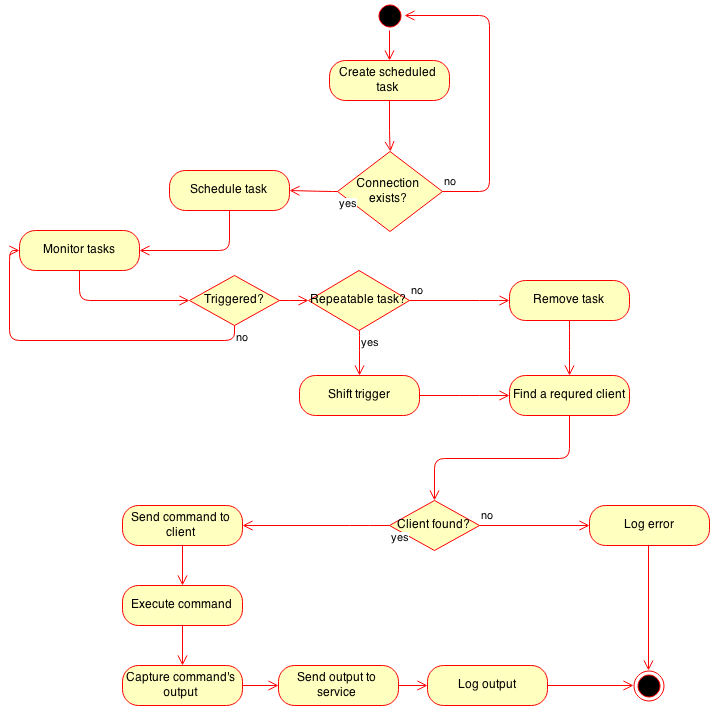 Create scheduled
task
Connection
exists?
no
yes
Schedule task
Monitor tasks
Triggered?
no
Repeatable task?
no
yes
Remove task
Shift trigger
Find a requred client
Client found?
no
yes
Send command to
client
Log error
Execute command
Capture command's
output
Send output to
service
Log output